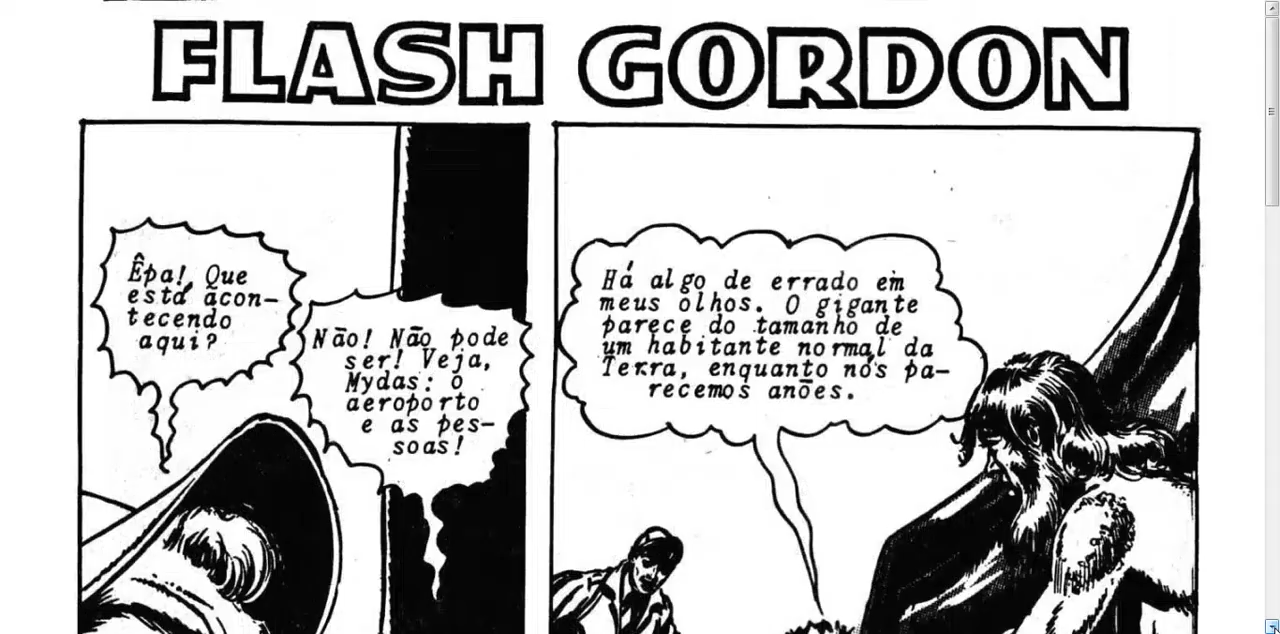 FLASH GORDON
Êpa! Que
está acon-
tecendo
aqui?
Não! Não pode
ser! Veja,
Mydas: o
aeroporto
e as pes-
soas!
Há algo de errado em
meus olhos. O gigante
parece do tamanho de
um habitante normal da
Terra, enquanto nós pa-
recemos anões.